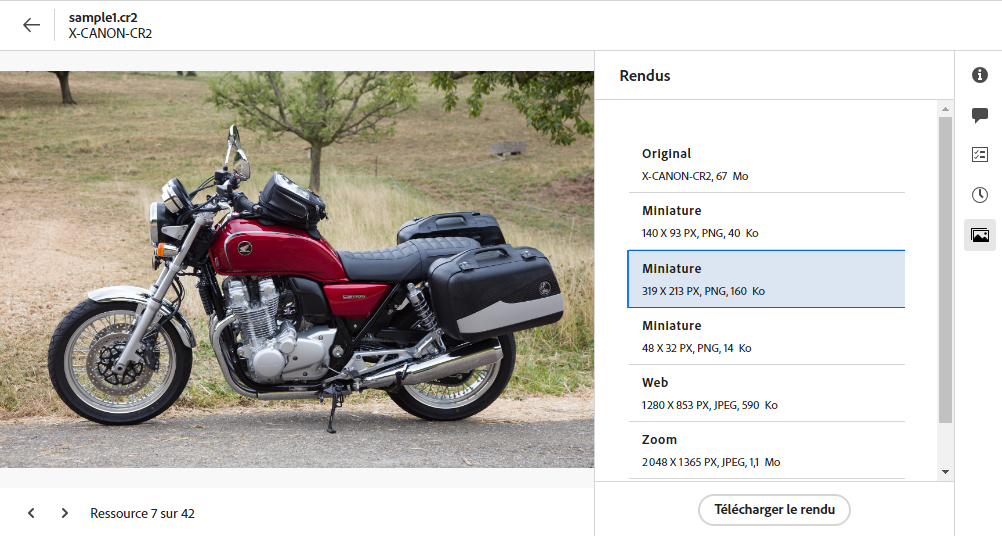 sample1.cr2
X-CANON-CR2
Rendus
Original
X-CANON-CR2, 67 Mo
Miniature
140 X 93 PX, PNG, 40 Ko
Miniature
319 X 213 PX, PNG, 160 Ko
Miniature
48 X 32 PX, PNG, 14 Ko
Web
1280 X 853 PX, JPEG, 590 Ko
Zoom
2 048 X 1365 PX, JPEG, 1,1 Mo
Ressource 7 sur 42
Télécharger le rendu